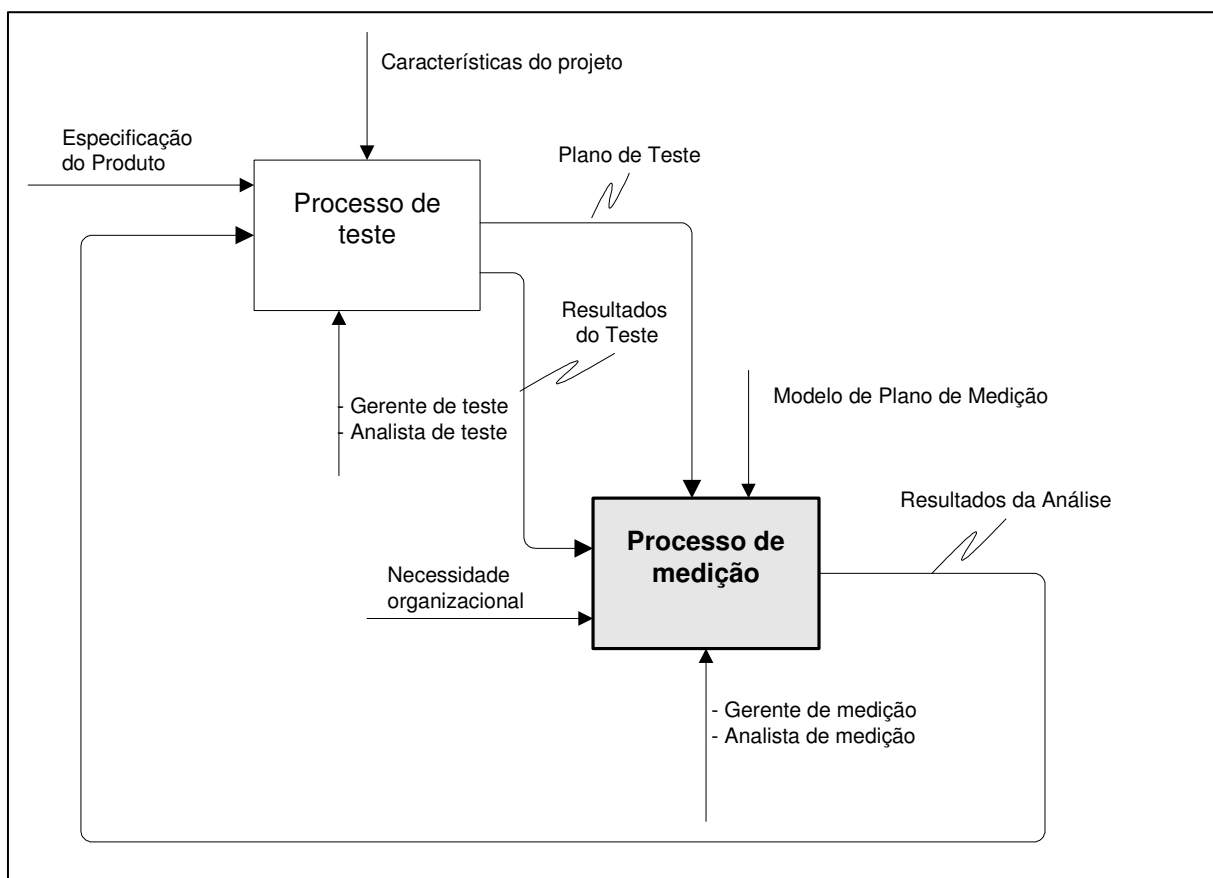 Características do projeto
Especificação
do Produto
Plano de Teste
Processo de
teste
Resultados
do Teste
- Gerente de teste
- Analista de teste
Modelo de Plano de Medição
Resultados da Análise
Processo de
medição
Necessidade
organizacional
- Gerente de medição
- Analista de medição